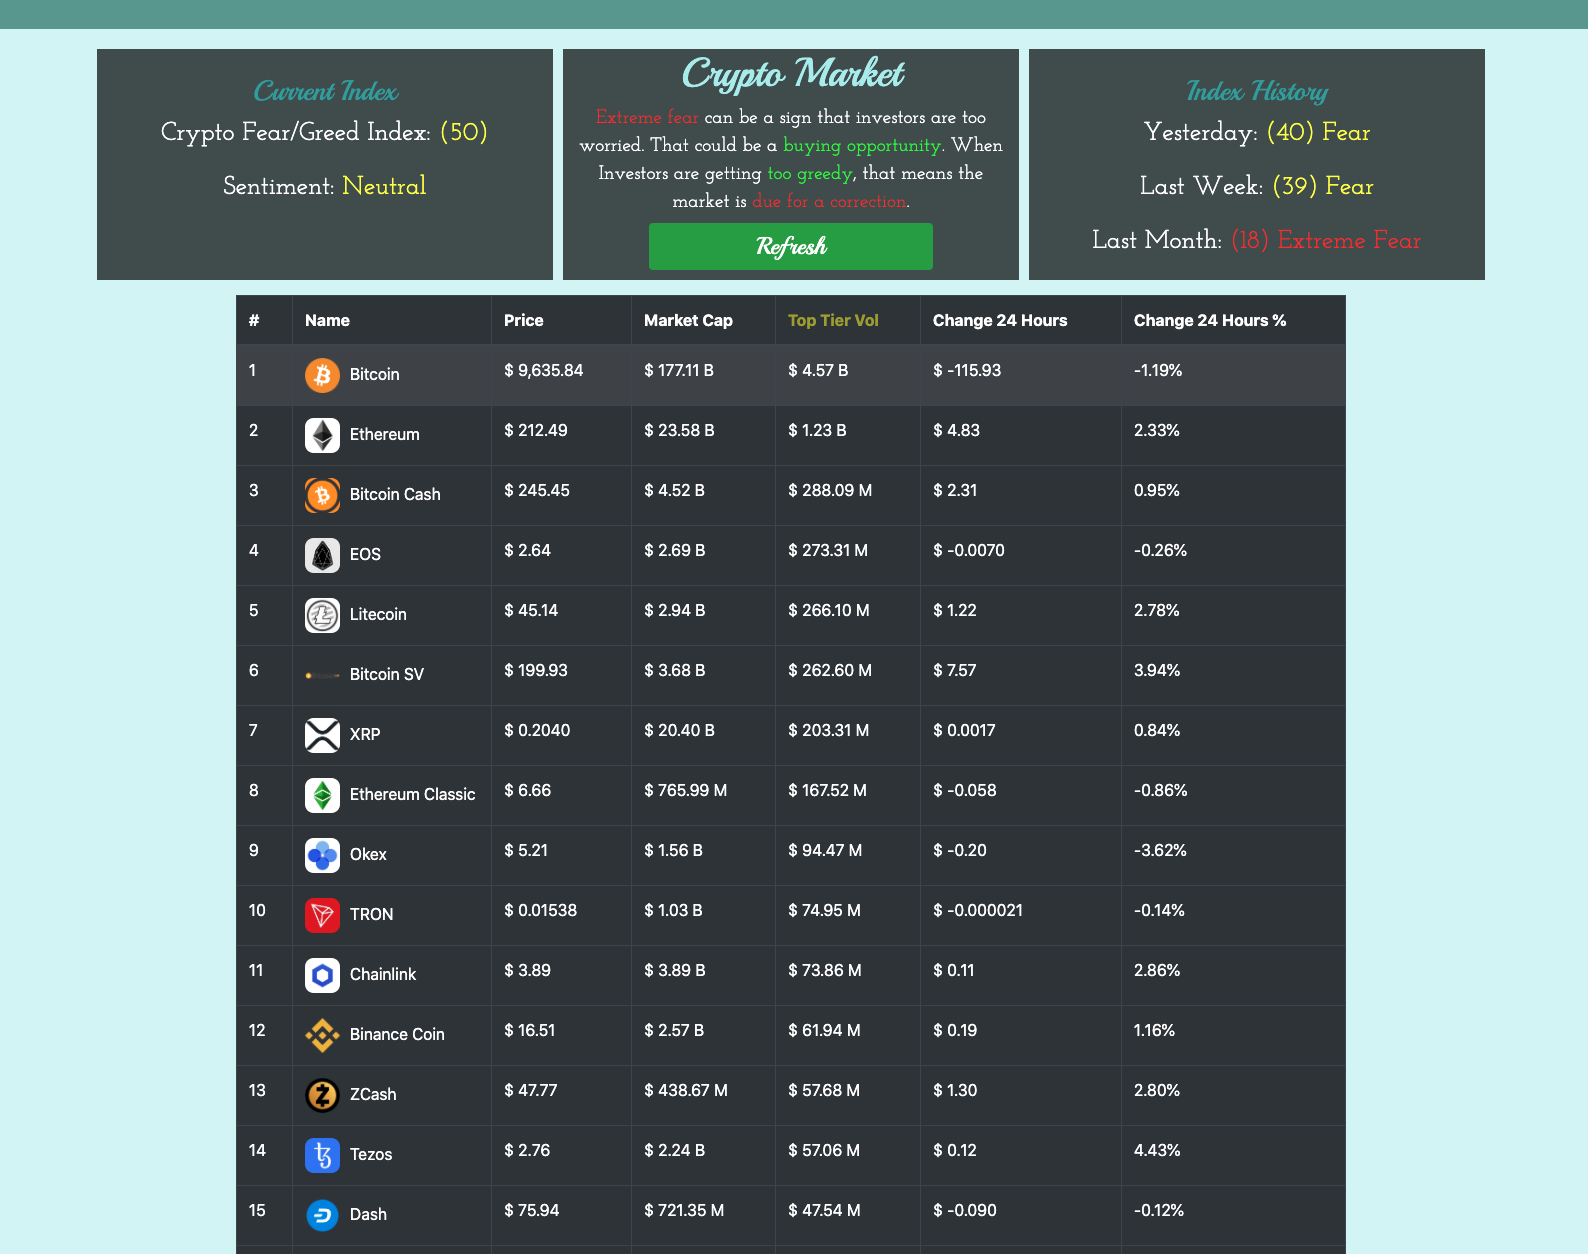 Current Index
Crypto Fear/Greed Index: (50)
Sentiment: Neutral
Crypto Market
Extreme fear can be a sign that investors are too
worried. That could be a buying opportunity. When
Investors are getting too greedy, that means the
market is due for a correction.
Refresh
Index History
Yesterday: (40) Fear
Last Week: (39) Fear
Last Month: (18) Extreme Fear
# Name Price Market Cap Top Tier Vol Change 24 Hours Change 24 Hours %
1 Bitcoin $ 9,635.84 $ 177.11 B $ 4.57 B $ -115.93 -1.19%
2 Ethereum $ 212.49 $ 23.58 B $ 1.23 B $ 4.83 2.33%
3 Bitcoin Cash $ 245.45 $ 4.52 B $ 288.09 M $ 2.31 0.95%
4 EOS $ 2.64 $ 2.69 B $ 273.31 M $ -0.0070 -0.26%
5 Litecoin $ 45.14 $ 2.94 B $ 266.10 M $ 1.22 2.78%
6 Bitcoin SV $ 199.93 $ 3.68 B $ 262.60 M $ 7.57 3.94%
7 XRP $ 0.2040 $ 20.40 B $ 203.31 M $ 0.0017 0.84%
8 Ethereum Classic $ 6.66 $ 765.99 M $ 167.52 M $ -0.058 -0.86%
9 Okex $ 5.21 $ 1.56 B $ 94.47 M $ -0.20 -3.62%
10 TRON $ 0.01538 $ 1.03 B $ 74.95 M $ -0.000021 -0.14%
11 Chainlink $ 3.89 $ 3.89 B $ 73.86 M $ 0.11 2.86%
12 Binance Coin $ 16.51 $ 2.57 B $ 61.94 M $ 0.19 1.16%
13 ZCash $ 47.77 $ 438.67 M $ 57.68 M $ 1.30 2.80%
14 Tezos $ 2.76 $ 2.24 B $ 57.06 M $ 0.12 4.43%
15 Dash $ 75.94 $ 721.35 M $ 47.54 M $ -0.090 -0.12%